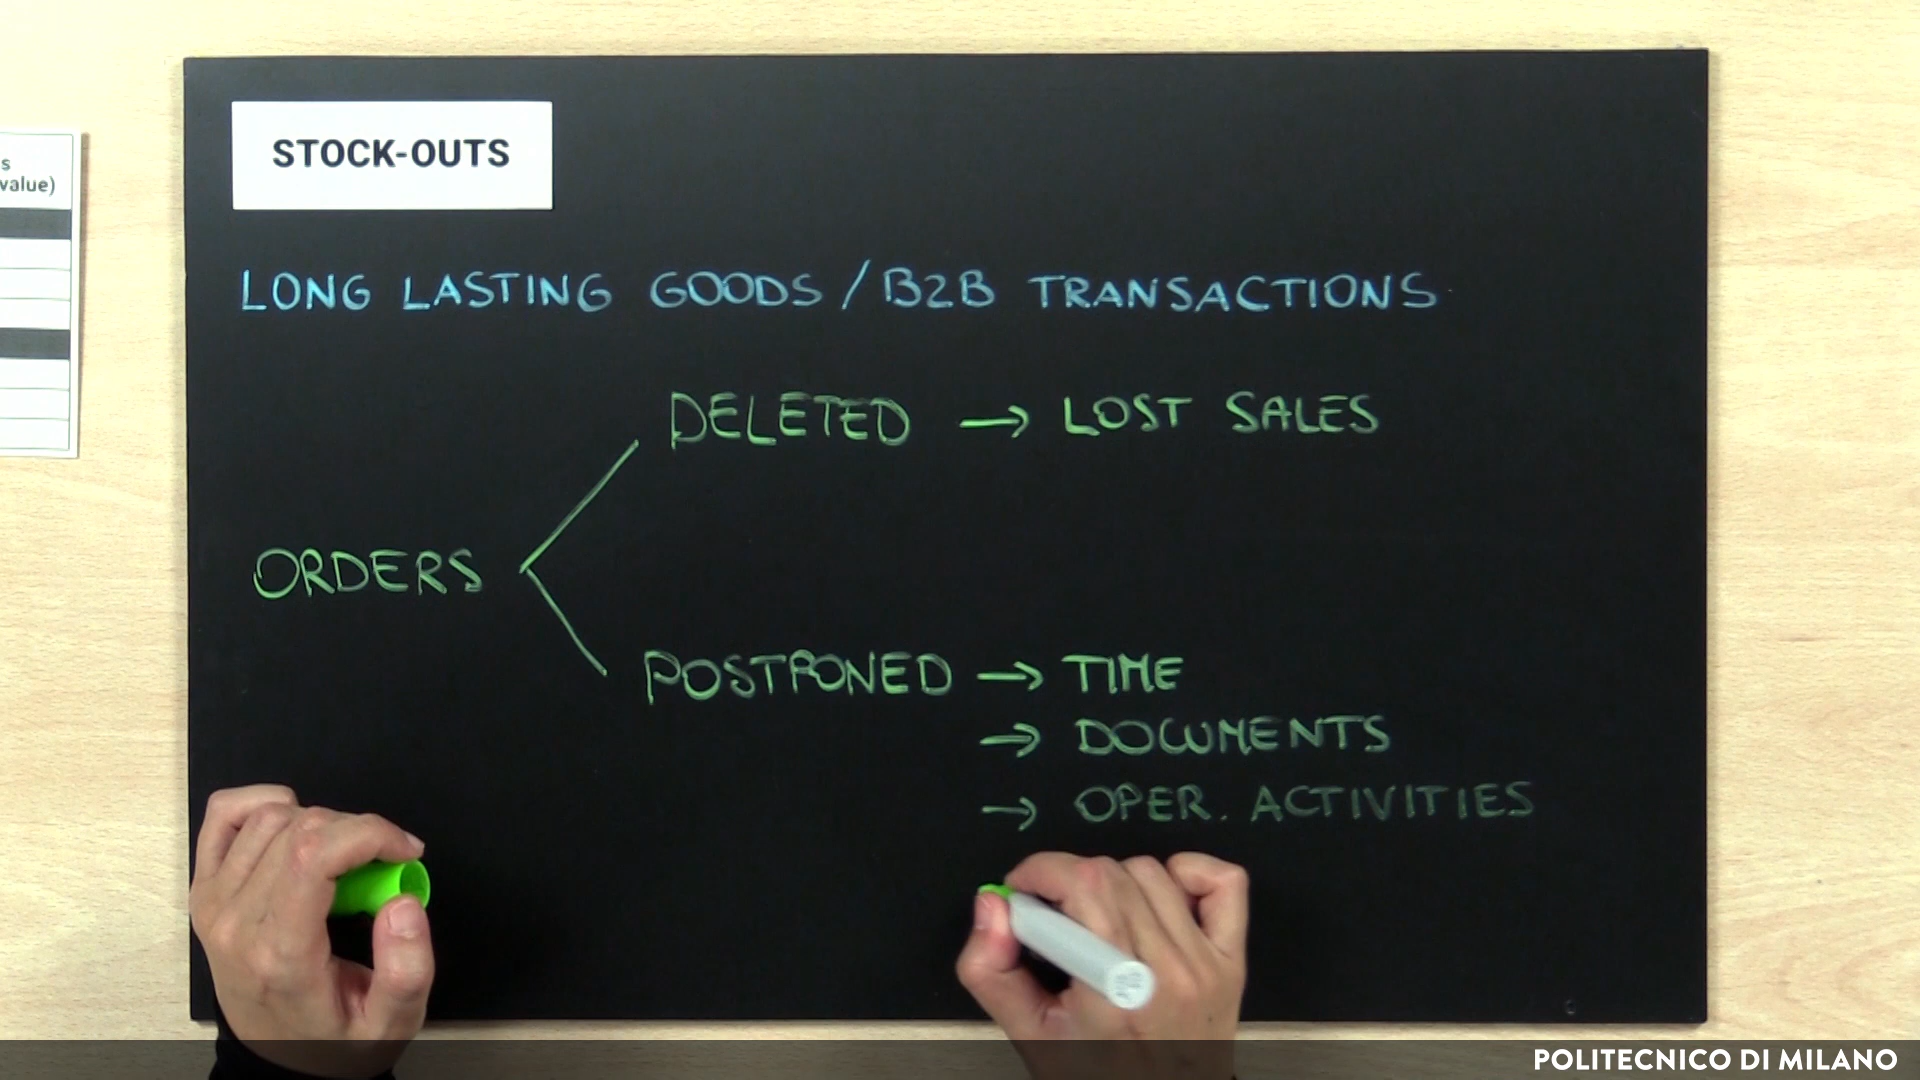 s
value)
STOCK-OUTS
LONG LASTING GOODS / B2B TRANSACTIONS
DELETED → LOST SALES
ORDERS
POSTPONED → TIME
→ DOCUMENTS
→ OPER. ACTIVITIES
POLITECNICO DI MILANO